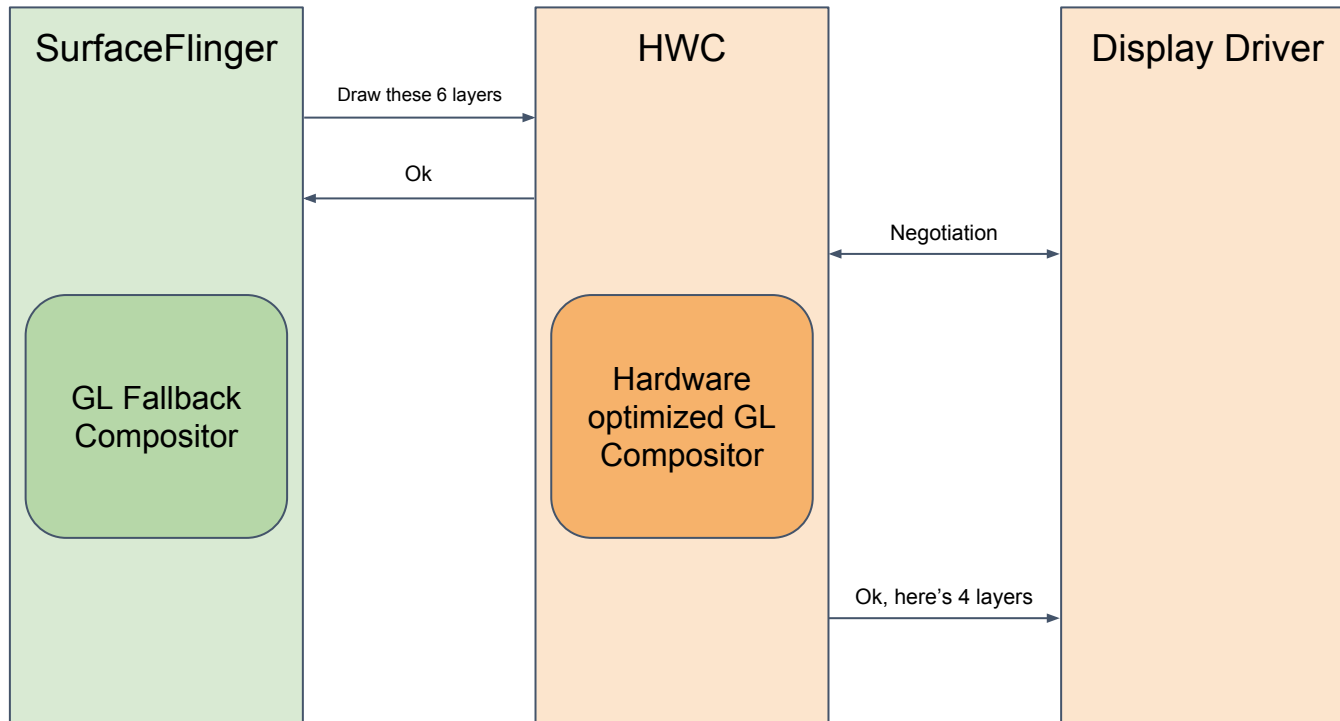 SurfaceFlinger
HWC
Display Driver
Draw these 6 layers
Ok
Negotiation
GL Fallback
Compositor
Hardware
optimized GL
Compositor
Ok, here’s 4 layers